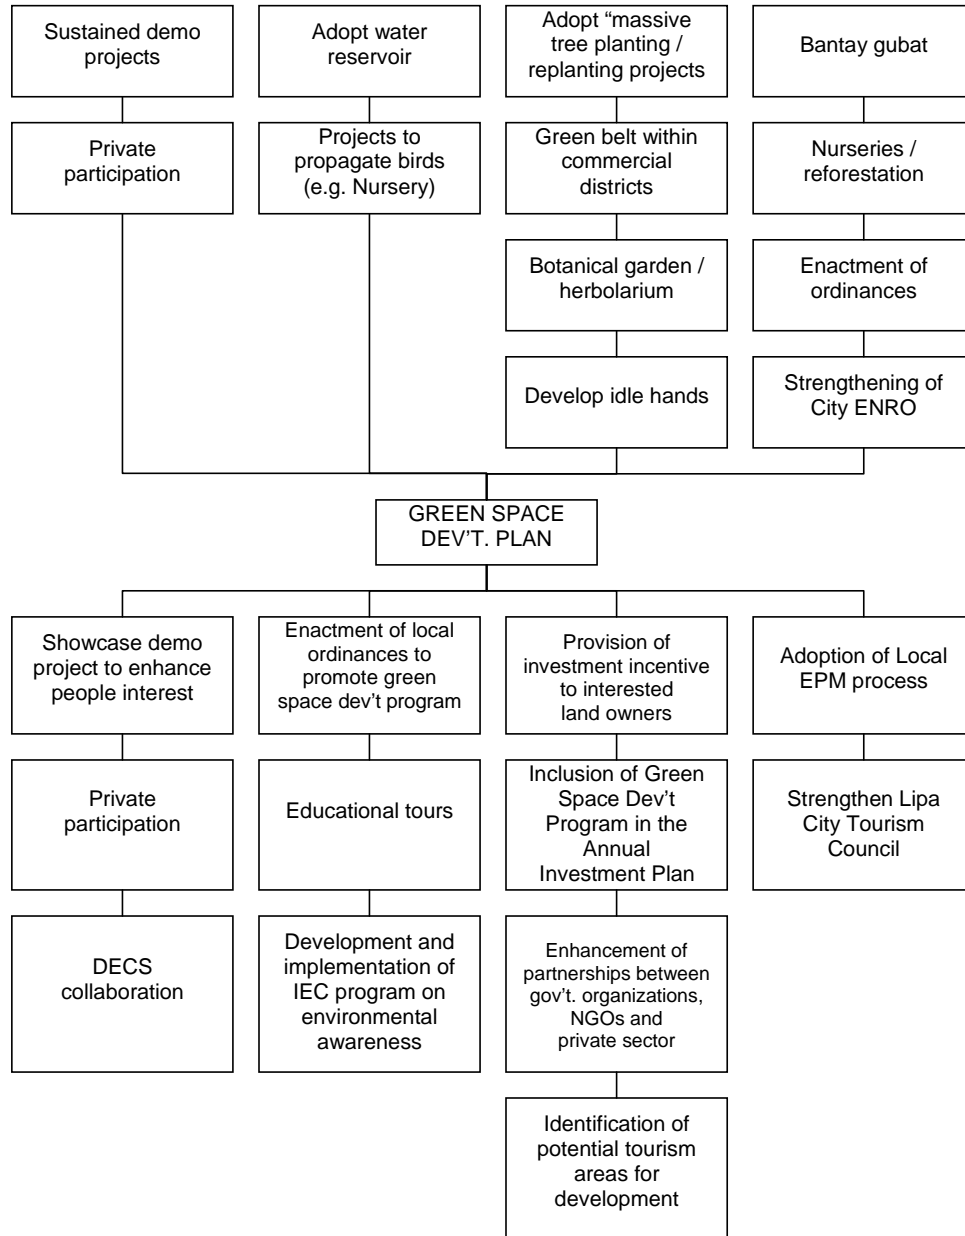 Sustained demo
projects
Adopt water
reservoir
Adopt “massive
tree planting /
replanting projects
Bantay gubat
Private
participation
Projects to
propagate birds
(e.g. Nursery)
Green belt within
commercial
districts
Nurseries /
reforestation
Botanical garden /
herbolarium
Enactment of
ordinances
Develop idle hands
Strengthening of
City ENRO
GREEN SPACE
DEV’T. PLAN
Showcase demo
project to enhance
people interest
Enactment of local
ordinances to
promote green
space dev’t program
Provision of
investment incentive
to interested
land owners
Adoption of Local
EPM process
Private
participation
Educational tours
Inclusion of Green
Space Dev’t
Program in the
Annual
Investment Plan
Strengthen Lipa
City Tourism
Council
DECS
collaboration
Development and
implementation of
IEC program on
environmental
awareness
Enhancement of
partnerships between
gov’t. organizations,
NGOs and
private sector
Identification of
potential tourism
areas for
development